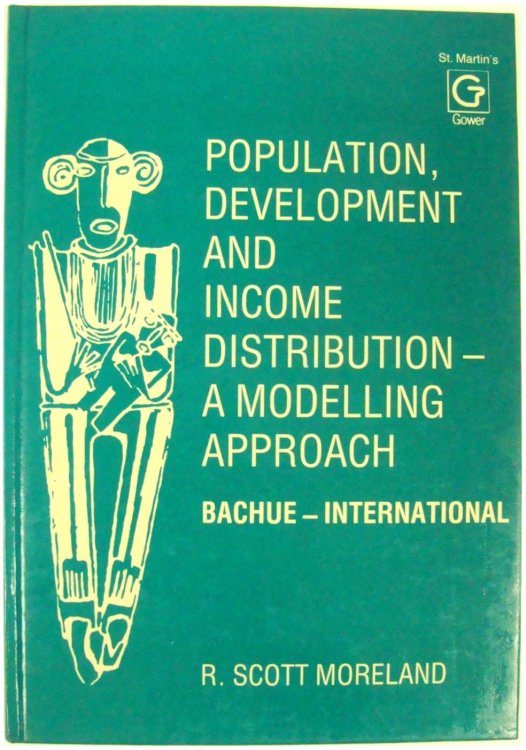 St. Martin's
G
Gower
POPULATION,
DEVELOPMENT
AND
INCOME
DISTRIBUTION –
A MODELLING
APPROACH
BACHUE – INTERNATIONAL
R. SCOTT MORELAND